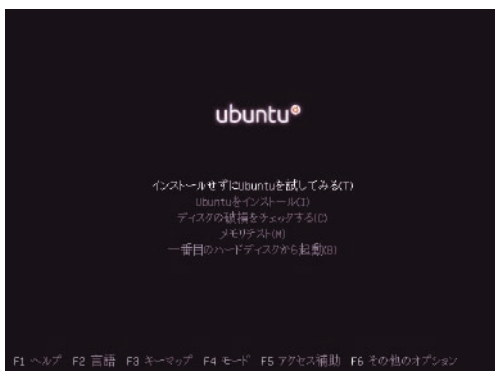 ubuntu
インストールせずにUbuntuを試してみる(T)
Ubuntuをインストール(I)
ディスクの破損をチェックする(C)
メモリテスト(M)
一番目のハードディスクから起動(B)
F1 ヘルプ F2 言語 F3 キーマップ F4 モード F5 アクセス補助 F6 その他のオプション